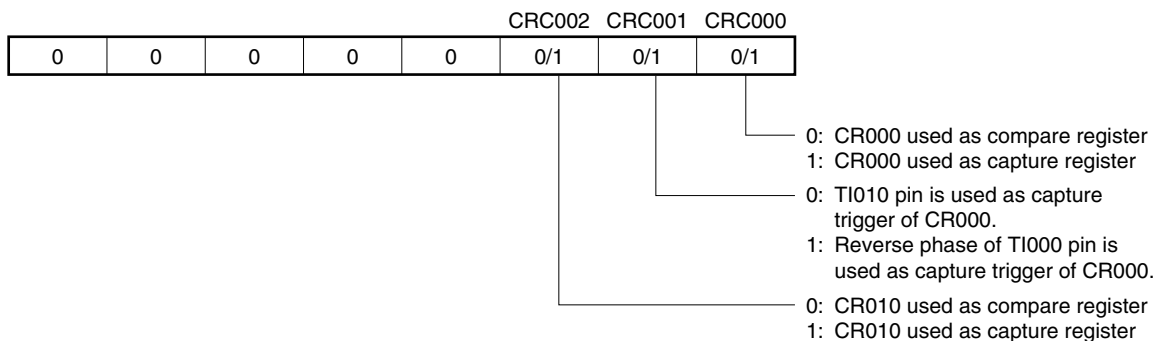 CRC002 CRC001 CRC000
0 0 0 0 0 0/1 0/1 0/1
0: CR000 used as compare register
1: CR000 used as capture register
0: TI010 pin is used as capture
trigger of CR000.
1: Reverse phase of TI000 pin is
used as capture trigger of CR000.
0: CR010 used as compare register
1: CR010 used as capture register